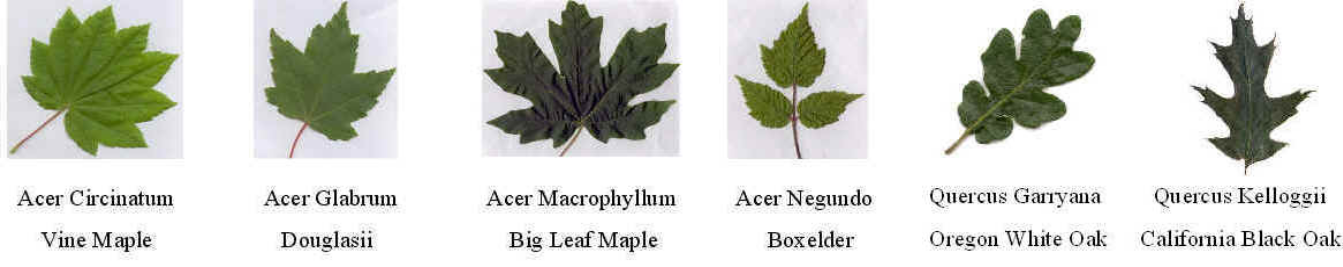 Acer Circinatum
Vine Maple
Acer Glabrum
Douglasii
Acer Macrophyllum
Big Leaf Maple
Acer Negundo
Boxelder
Quercus Garryana
Oregon White Oak
Quercus Kelloggii
California Black Oak